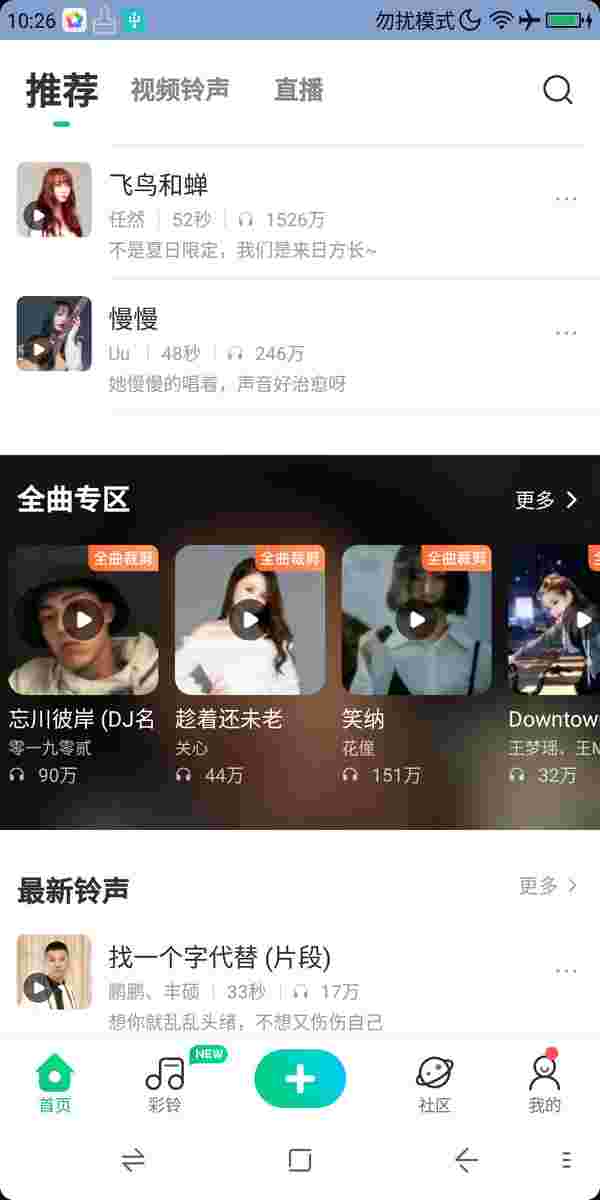 10:26 勿扰模式
推荐 视频铃声 直播
飞鸟和蝉
任然 52秒 1526万
不是夏日限定，我们是来日方长~
慢慢
Uu 48秒 246万
她慢慢的唱着，声音好治愈呀
全曲专区 更多
全曲裁剪 全曲裁剪 全曲裁剪 全
忘川彼岸 (DJ名 趁着还未老 笑纳 Downtow
零一九零贰 关心 花僮 王梦瑶、王M
90万 44万 151万 32万
最新铃声 更多
找一个字代替 (片段)
鹏鹏、丰硕 33秒 17万
想你就乱乱头绪，不想又伤伤自己
NEW
首页 彩铃 社区 我的